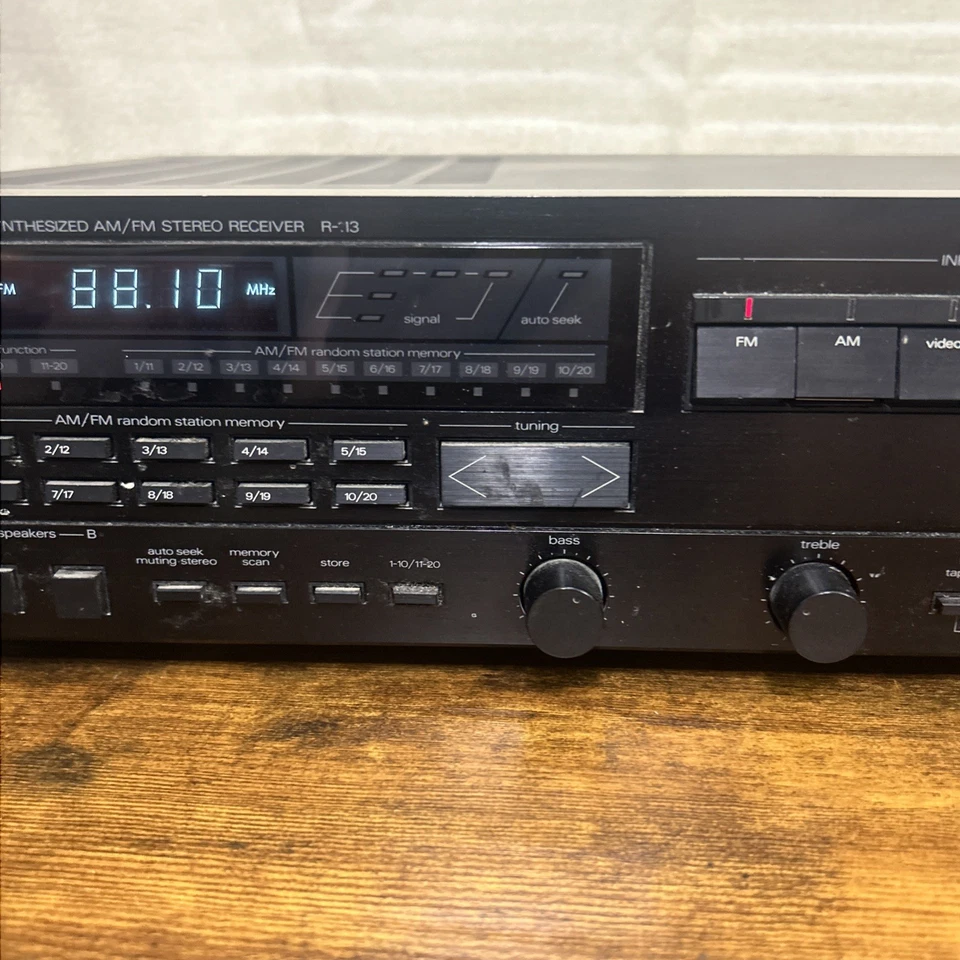 NTHESIZED AM/FM STEREO RECEIVER R-113
FM 88.10 MHz
signal auto seek
AM/FM random station memory
11-20 1/11 2/12 3/13 4/14 5/15 6/16 7/17 8/18 9/19 10/20
AM/FM random station memory
2/12 3/13 4/14 5/15
7/17 8/18 9/19 10/20
tuning
IN
FM AM video
speakers B
auto seek
muting·stereo
memory
scan
store
1-10/11-20
bass
treble
tap